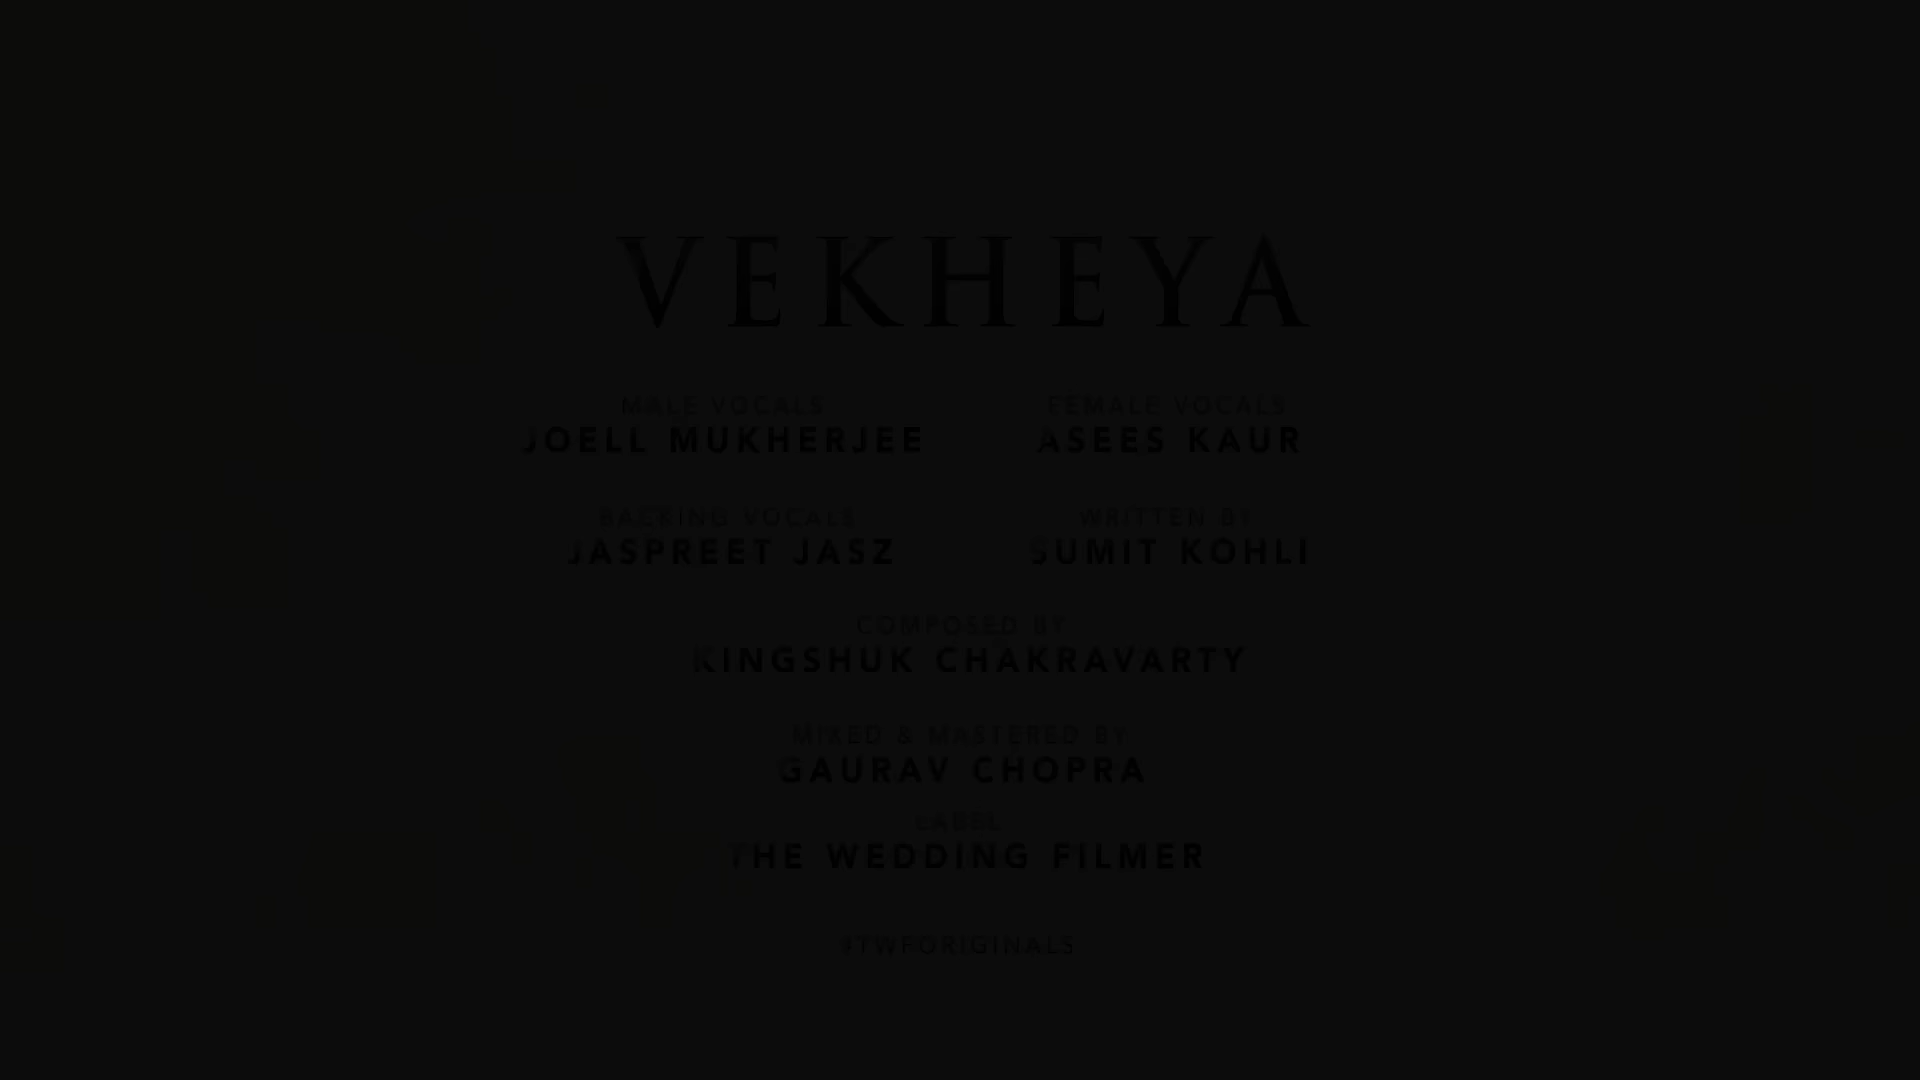 VEKHEYA
MALE VOCALS
JOELL MUKHERJEE
FEMALE VOCALS
ASEES KAUR
BACKING VOCALS
JASPREET JASZ
WRITTEN BY
SUMIT KOHLI
COMPOSED BY
KINGSHUK CHAKRAVARTY
MIXED & MASTERED BY
GAURAV CHOPRA
LABEL
THE WEDDING FILMER
#TWFORIGINALS